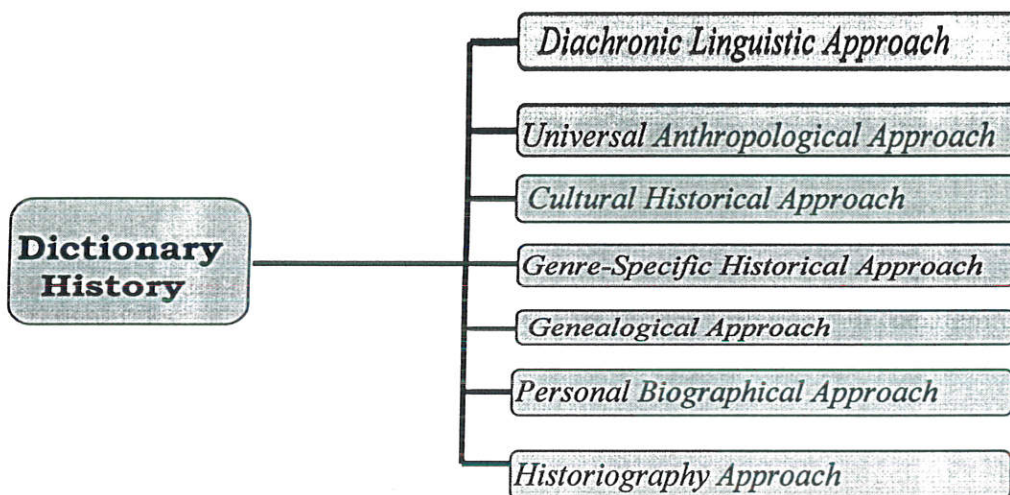 Dictionary
History
Diachronic Linguistic Approach
Universal Anthropological Approach
Cultural Historical Approach
Genre-Specific Historical Approach
Genealogical Approach
Personal Biographical Approach
Historiography Approach